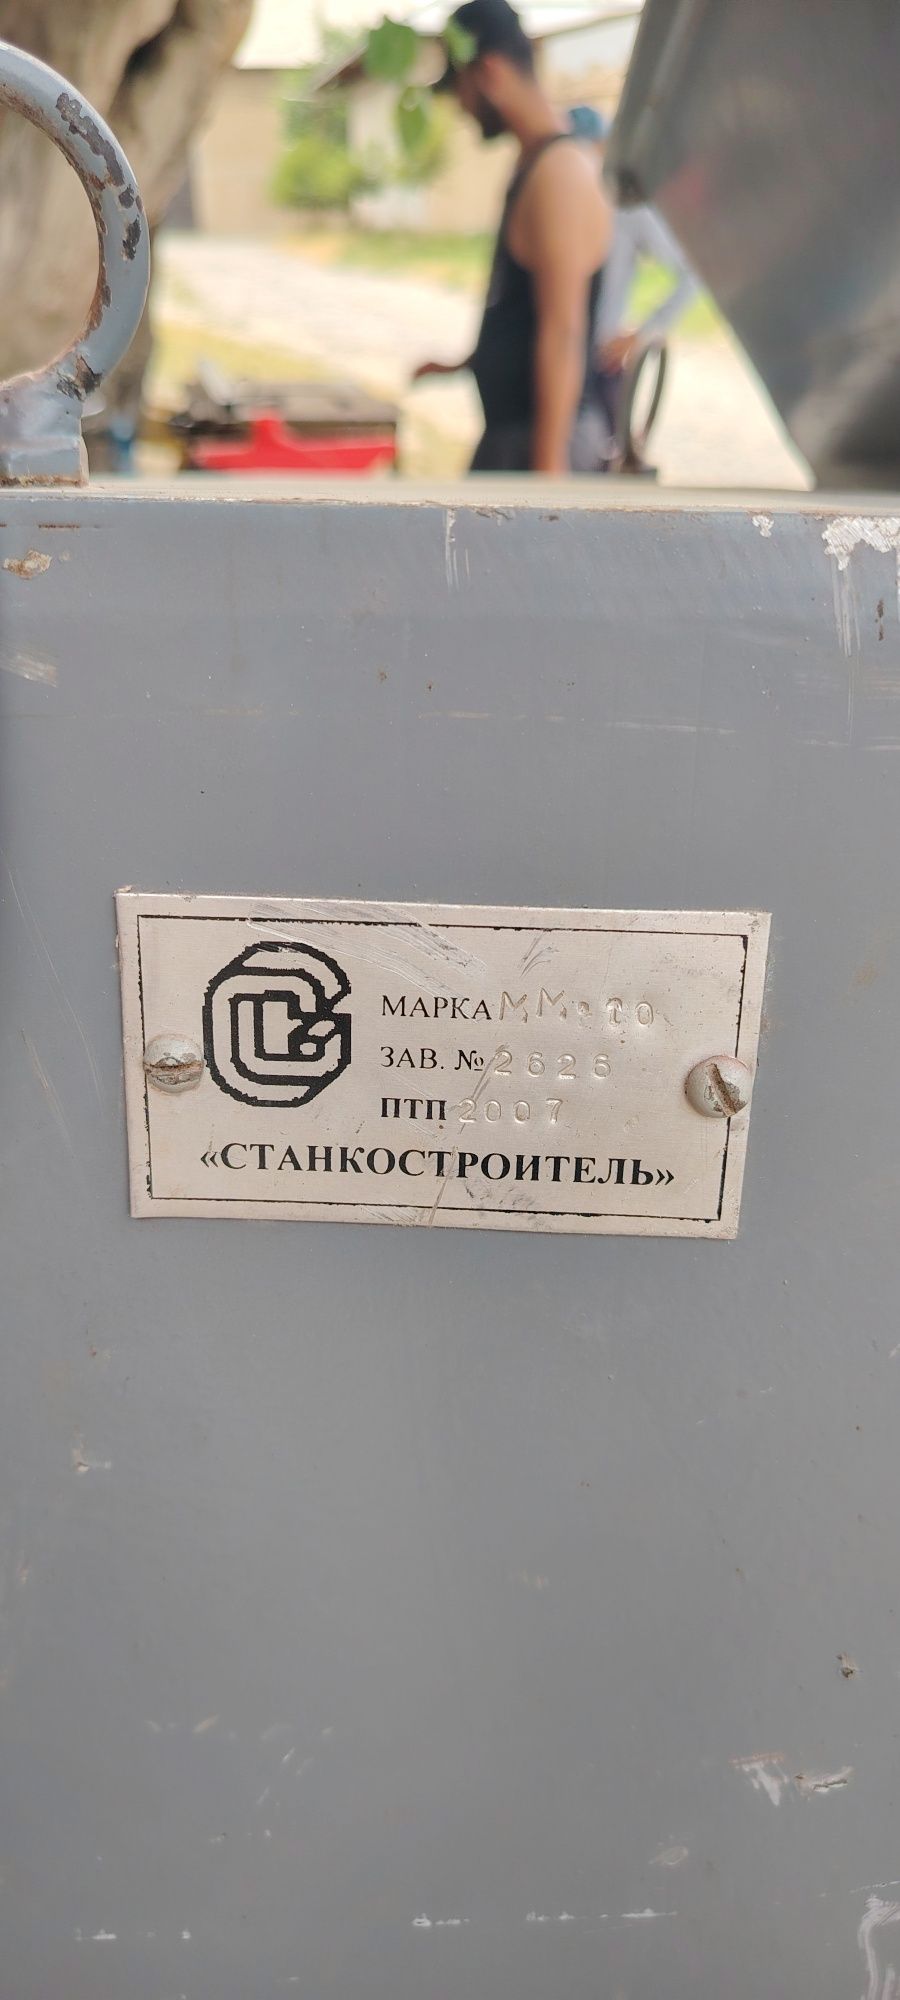 МАРКА ММ-10
ЗАВ. № 2626
ПТП 2007
«СТАНКОСТРОИТЕЛЬ»